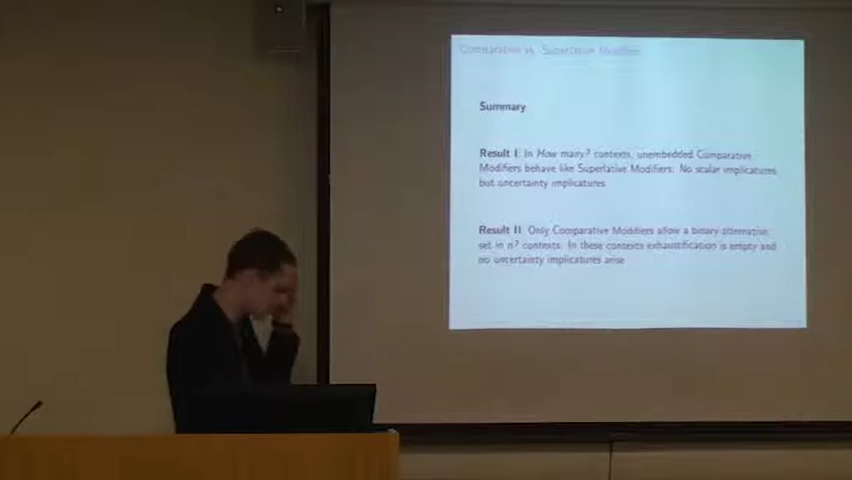 Comparative vs. Superlative Modifiers
Summary
Result I: In How many? contexts, unembedded Comparative
Modifiers behave like Superlative Modifiers: No scalar implicatures
but uncertainty implicatures
Result II: Only Comparative Modifiers allow a binary alternative
set in n? contexts. In these contexts exhaustification is empty and
no uncertainty implicatures arise